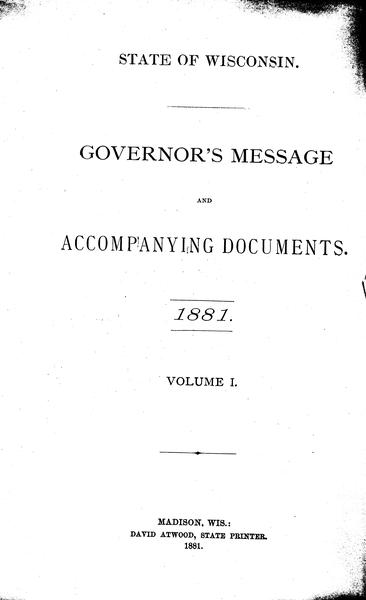 STATE OF WISCONSIN.
GOVERNOR'S MESSAGE
AND
ACCOMPANYING DOCUMENTS.
1881.
VOLUME I.
MADISON, WIS.:
DAVID ATWOOD, STATE PRINTER.
1881.